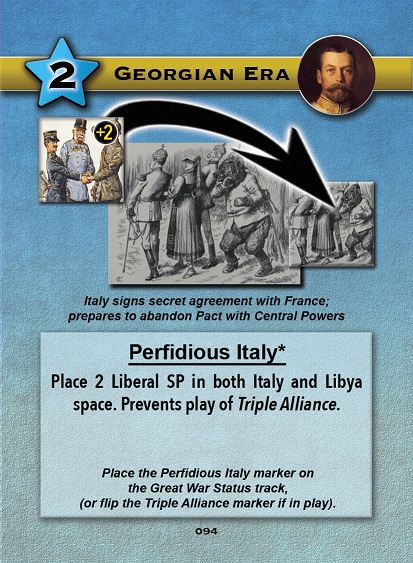 2
GEORGIAN ERA
+2
Italy signs secret agreement with France;
prepares to abandon Pact with Central Powers
Perfidious Italy*
Place 2 Liberal SP in both Italy and Libya
space. Prevents play of Triple Alliance.
Place the Perfidious Italy marker on
the Great War Status track,
(or flip the Triple Alliance marker if in play).
094